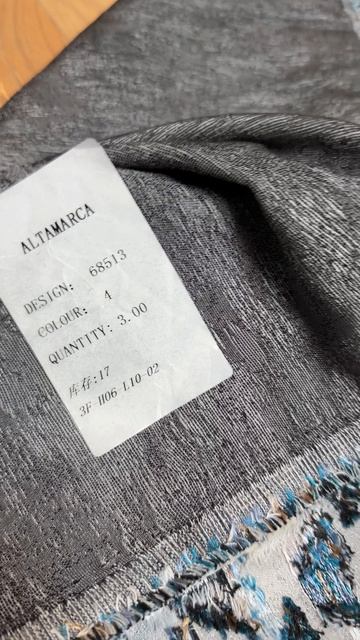 ALTAMARCA
DESIGN: 68513
COLOUR: 4
QUANTITY: 3.00
库存:17
3F-H06-L10-02